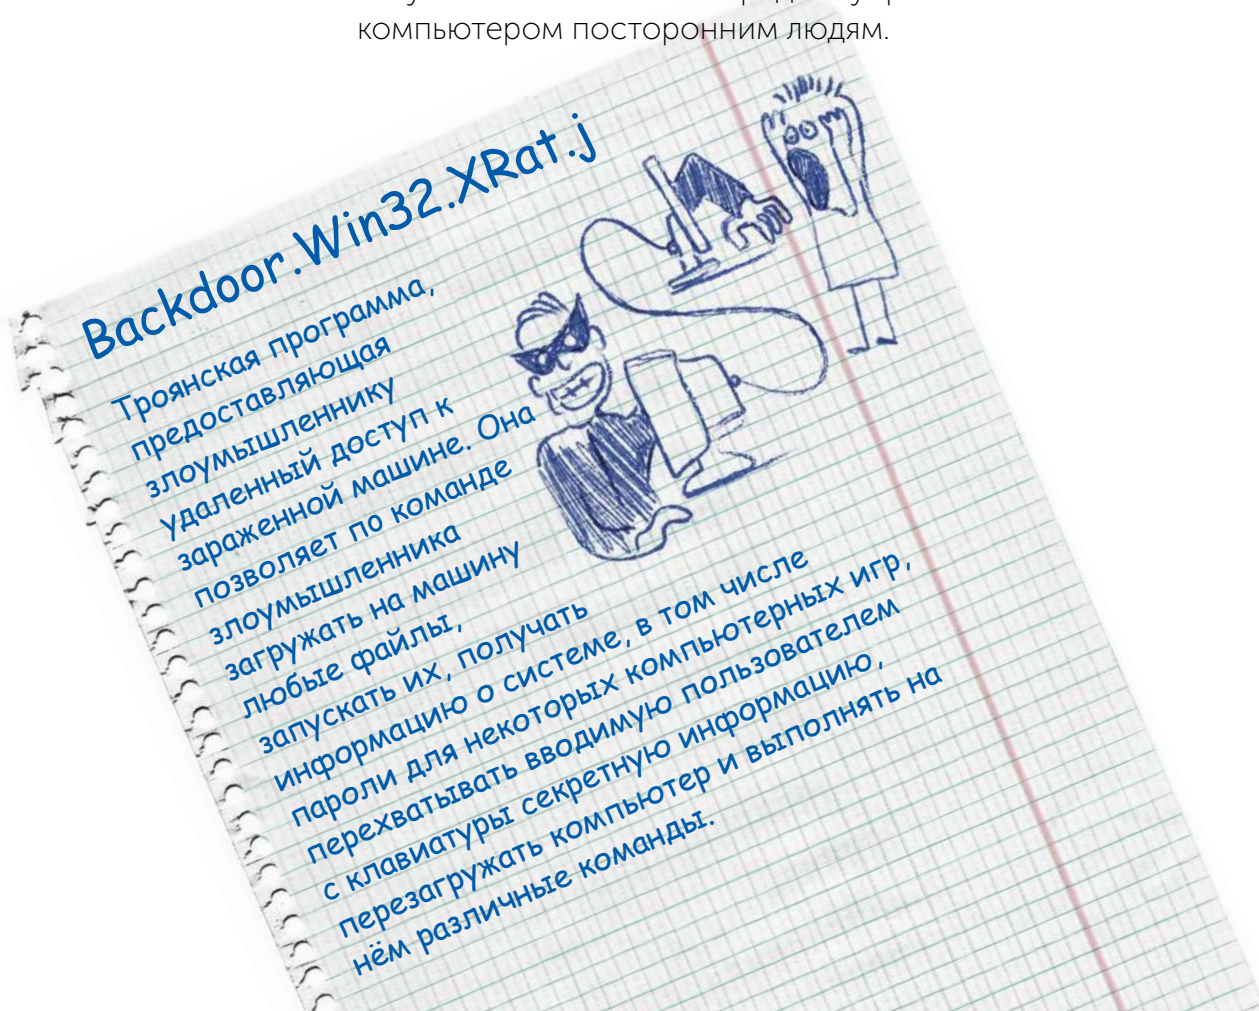 компьютером посторонним людям.
Backdoor.Win32.XRat.j
Троянская программа,
предоставляющая
злоумышленнику
удаленный доступ к
зараженной машине. Она
позволяет по команде
злоумышленника
загружать на машину
любые файлы,
запускать их, получать
информацию о системе, в том числе
пароли для некоторых компьютерных игр,
перехватывать вводимую пользователем
с клавиатуры секретную информацию,
перезагружать компьютер и выполнять на
нём различные команды.